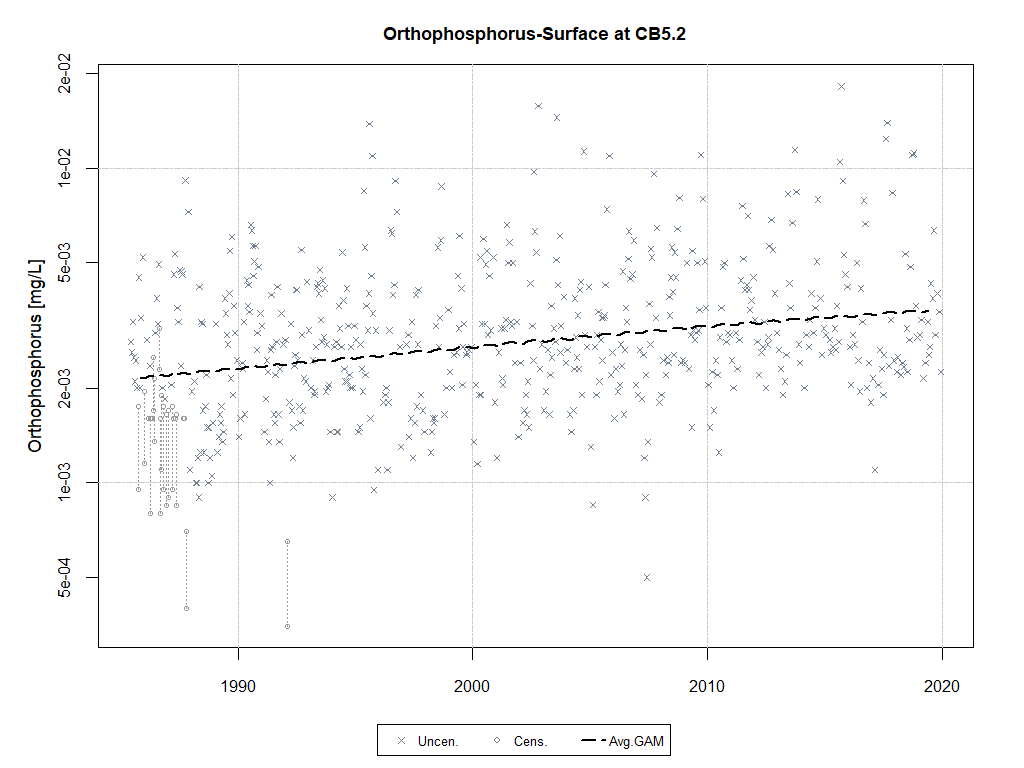 Orthophosphorus-Surface at CB5.2
Orthophosphorus [mg/L]
2e-02
1e-02
5e-03
2e-03
1e-03
5e-04
1990 2000 2010 2020
Uncen. Cens. Avg.GAM